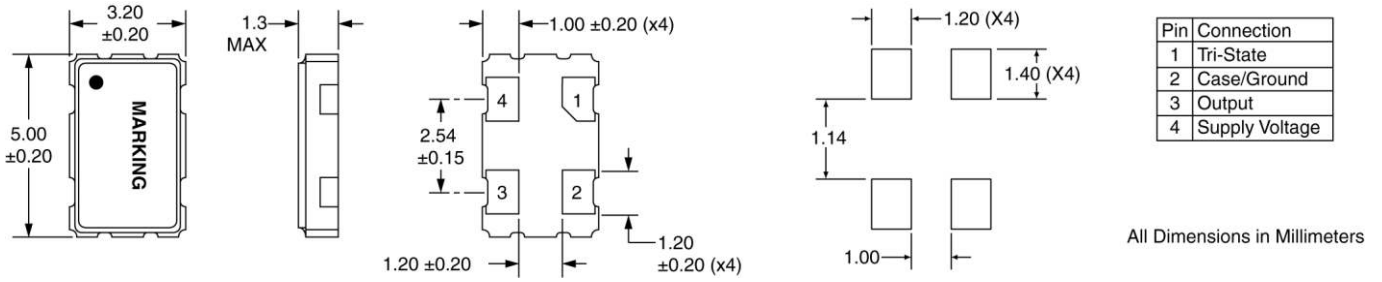 3.20
±0.20
5.00
±0.20
MARKING
1.3
MAX
1.00 ±0.20 (x4)
4
1
2.54
±0.15
3
2
1.20 ±0.20
1.20
±0.20 (x4)
1.20 (X4)
1.40 (X4)
1.14
1.00
Pin Connection
1 Tri-State
2 Case/Ground
3 Output
4 Supply Voltage
All Dimensions in Millimeters